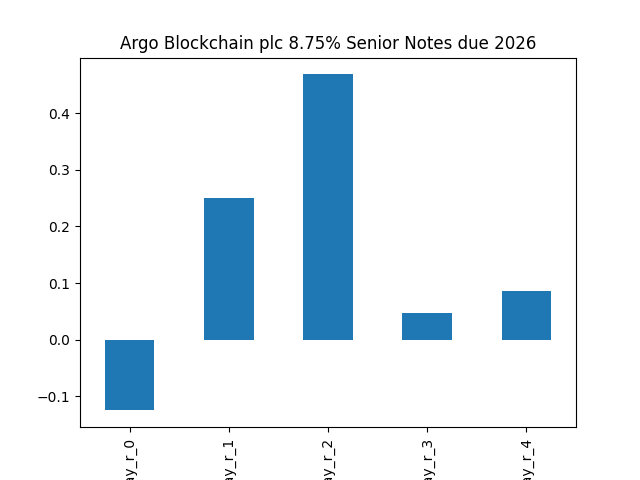 Argo Blockchain plc 8.75% Senior Notes due 2026
0.4
0.3
0.2
0.1
0.0
−0.1
ay_r_0
ay_r_1
ay_r_2
ay_r_3
ay_r_4